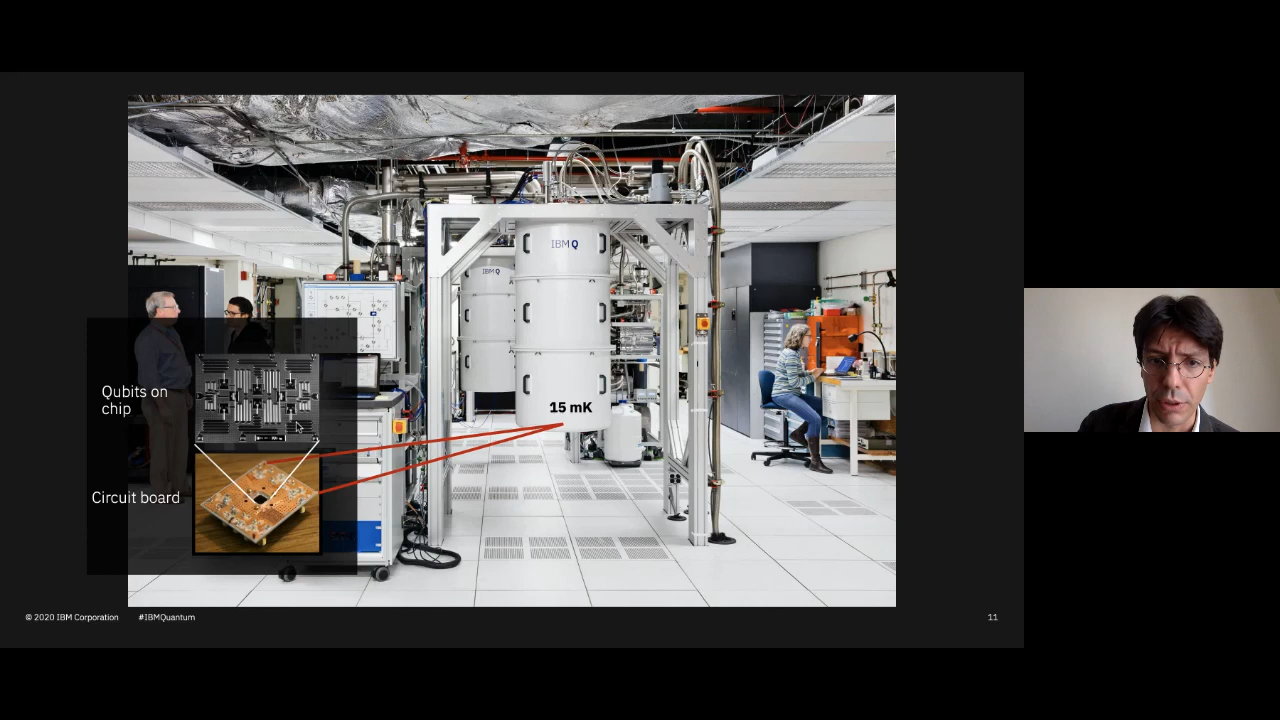 IBM Q
IBM Q
15 mK
Qubits on
chip
Circuit board
© 2020 IBM Corporation #IBMQuantum
11